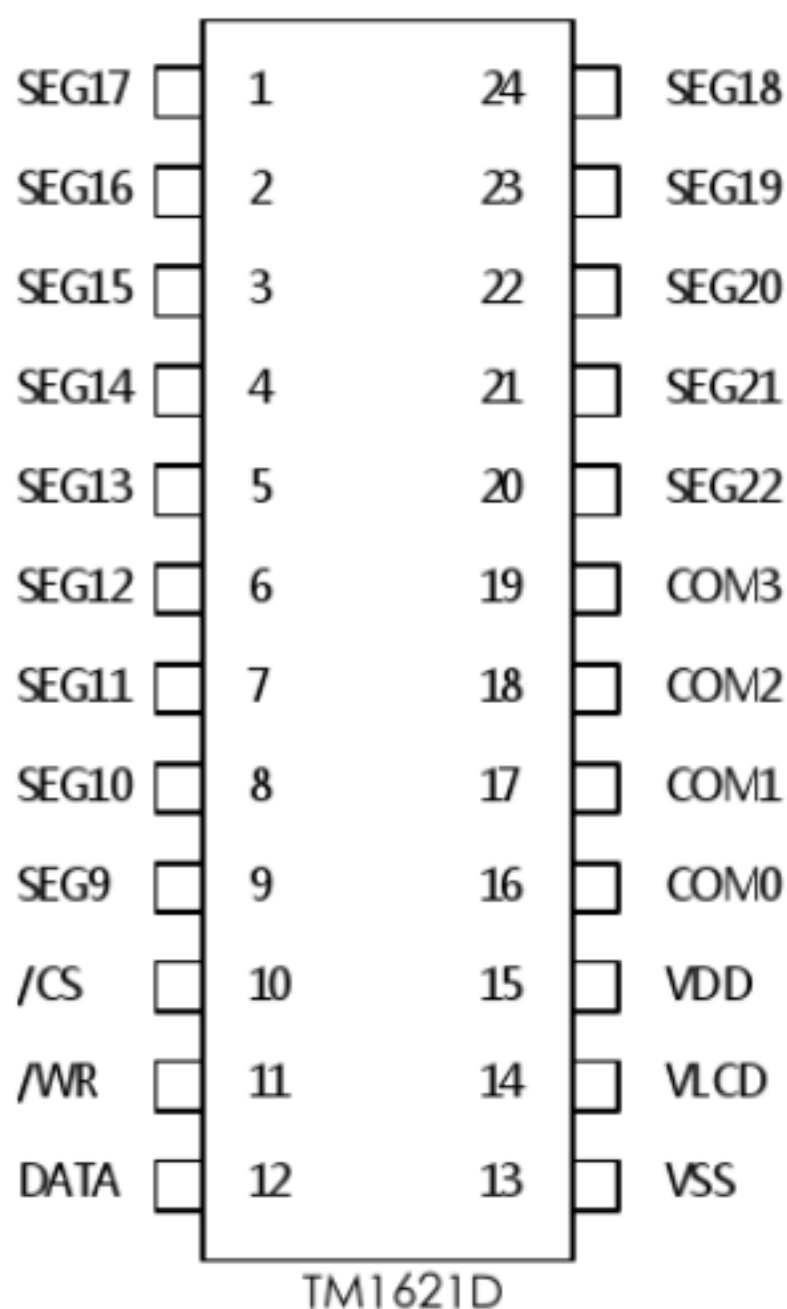 SEG17 1 24 SEG18
SEG16 2 23 SEG19
SEG15 3 22 SEG20
SEG14 4 21 SEG21
SEG13 5 20 SEG22
SEG12 6 19 COM3
SEG11 7 18 COM2
SEG10 8 17 COM1
SEG9 9 16 COM0
/CS 10 15 VDD
/WR 11 14 VLCD
DATA 12 13 VSS
TM1621D